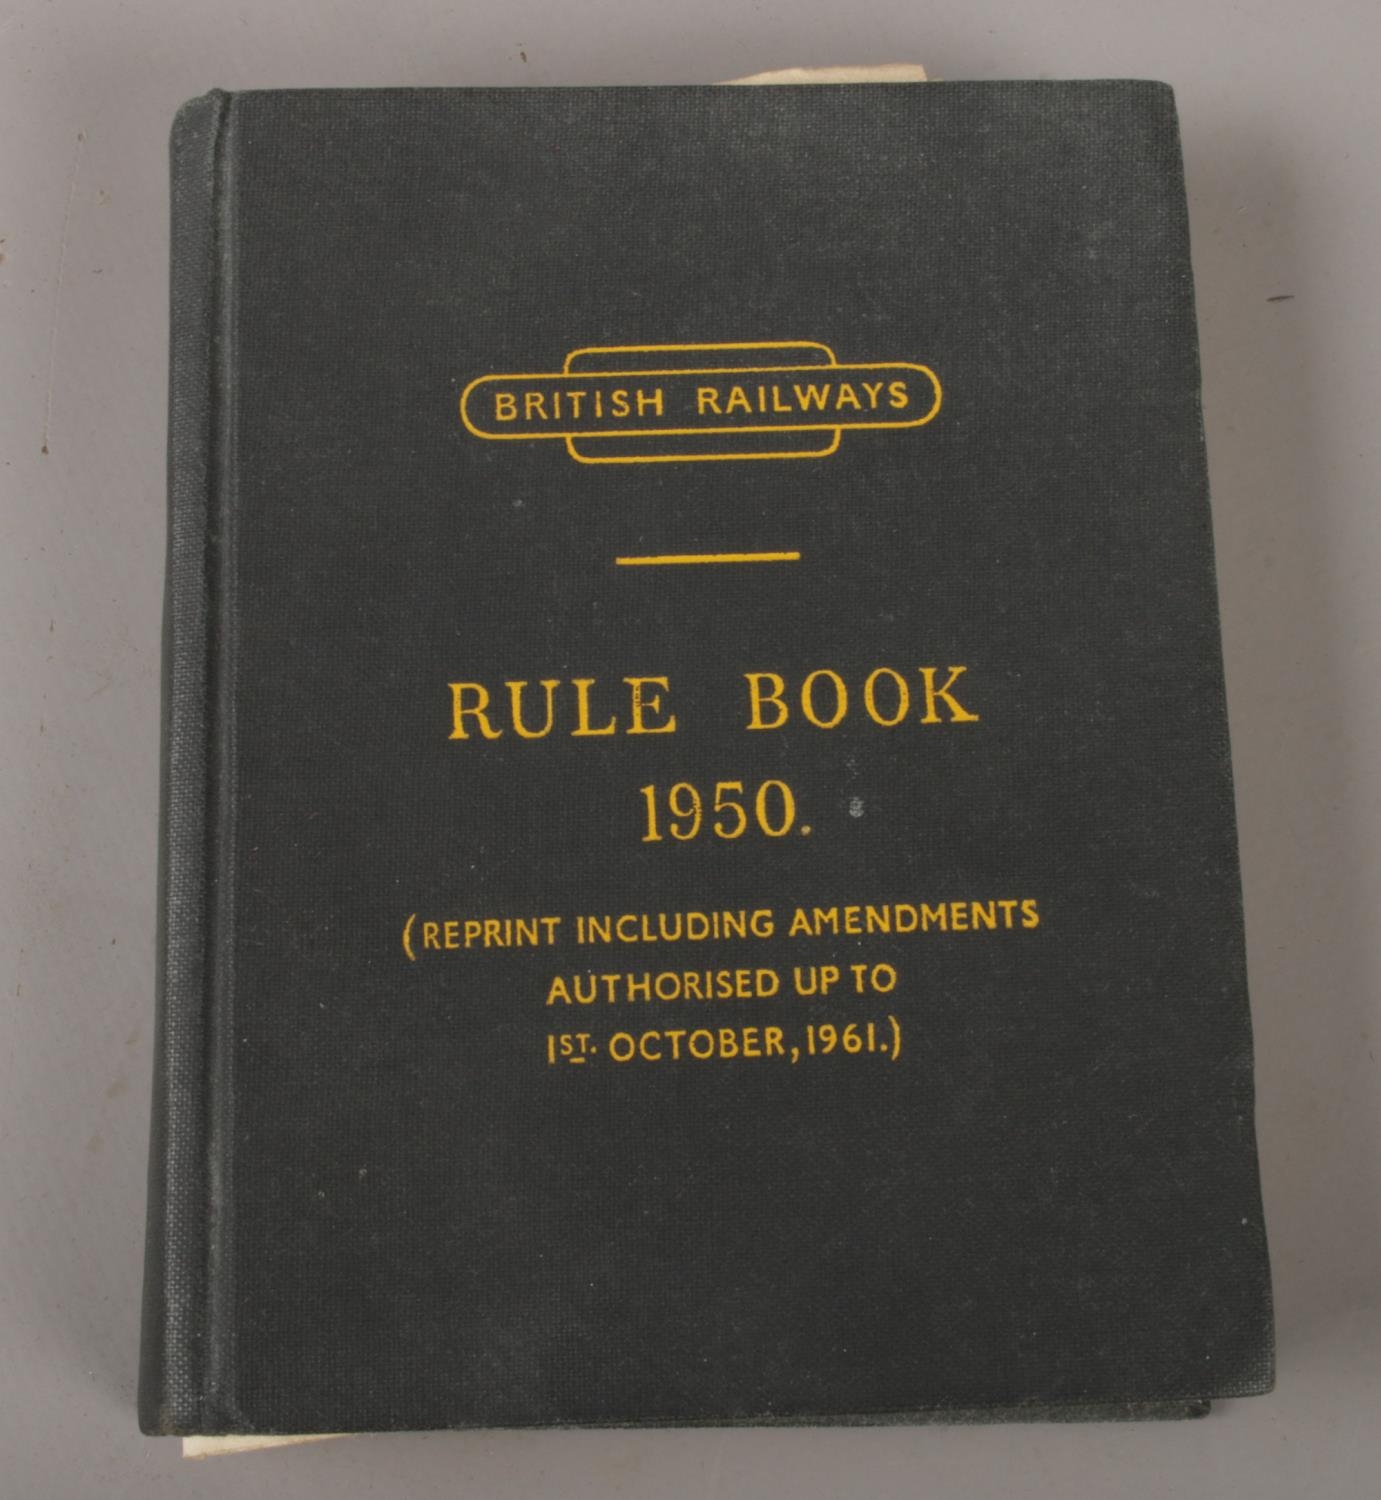 BRITISH RAILWAYS
RULE BOOK
1950.
(REPRINT INCLUDING AMENDMENTS
AUTHORISED UP TO
1ST. OCTOBER, 1961.)